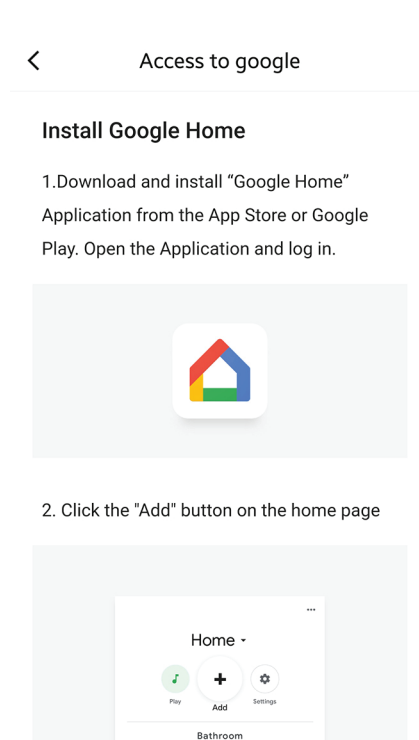 Access to google
Install Google Home
1.Download and install “Google Home”
Application from the App Store or Google
Play. Open the Application and log in.
2. Click the "Add" button on the home page
Home
Play
Add
Settings
Bathroom